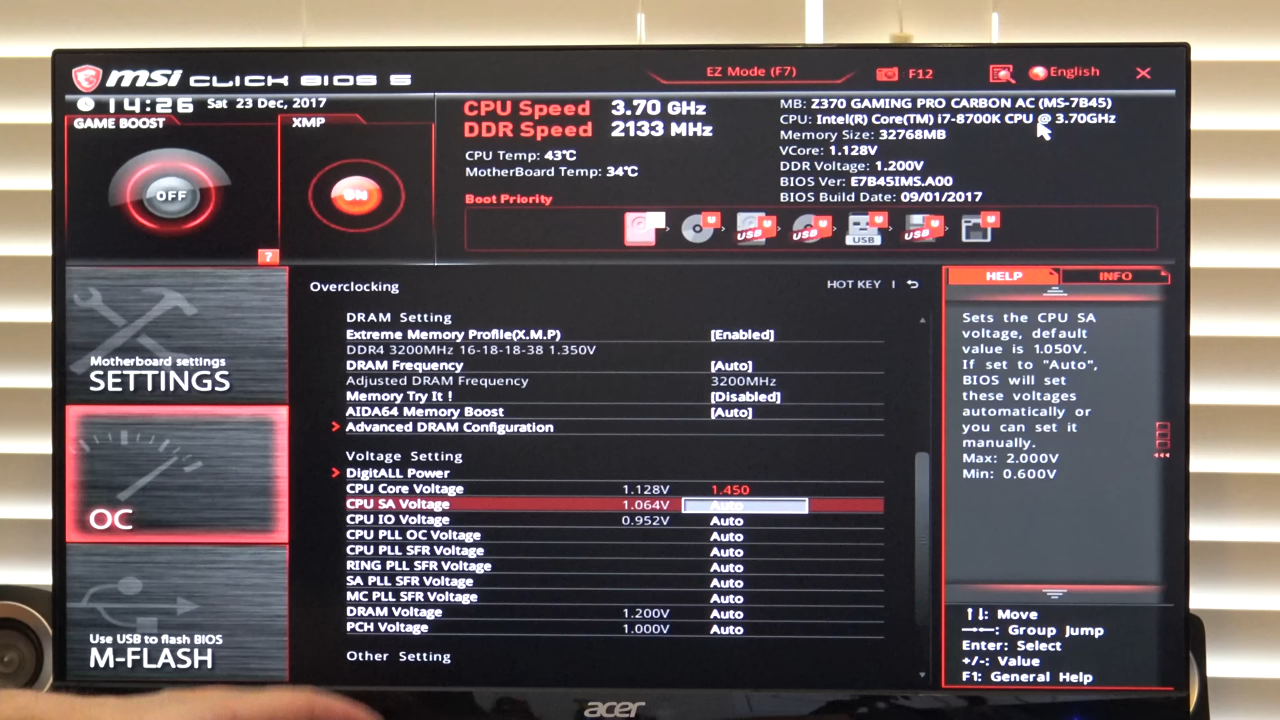 msi CLICK BIOS 5
EZ Mode (F7)
F12
English
14:26 Sat 23 Dec, 2017
GAME BOOST
XMP
OFF
ON
?
CPU Speed 3.70 GHz
DDR Speed 2133 MHz
CPU Temp: 43℃
MotherBoard Temp: 34℃
MB: Z370 GAMING PRO CARBON AC (MS-7B45)
CPU: Intel(R) Core(TM) i7-8700K CPU @ 3.70GHz
Memory Size: 32768MB
VCore: 1.128V
DDR Voltage: 1.200V
BIOS Ver: E7B45IMS.A00
BIOS Build Date: 09/01/2017
Boot Priority
USB
USB
USB
USB
Motherboard settings
SETTINGS
OC
Use USB to flash BIOS
M-FLASH
Overclocking
HOT KEY
DRAM Setting
Extreme Memory Profile(X.M.P) [Enabled]
DDR4 3200MHz 16-18-18-38 1.350V
DRAM Frequency [Auto]
Adjusted DRAM Frequency 3200MHz
Memory Try It ! [Disabled]
AIDA64 Memory Boost [Auto]
> Advanced DRAM Configuration
Voltage Setting
> DigitALL Power
CPU Core Voltage 1.128V 1.450
CPU SA Voltage 1.064V Auto
CPU IO Voltage 0.952V Auto
CPU PLL OC Voltage Auto
CPU PLL SFR Voltage Auto
RING PLL SFR Voltage Auto
SA PLL SFR Voltage Auto
MC PLL SFR Voltage Auto
DRAM Voltage 1.200V Auto
PCH Voltage 1.000V Auto
Other Setting
HELP
INFO
Sets the CPU SA
voltage, default
value is 1.050V.
If set to "Auto",
BIOS will set
these voltages
automatically or
you can set it
manually.
Max: 2.000V
Min: 0.600V
↑↓: Move
→←: Group Jump
Enter: Select
+/-: Value
F1: General Help
acer